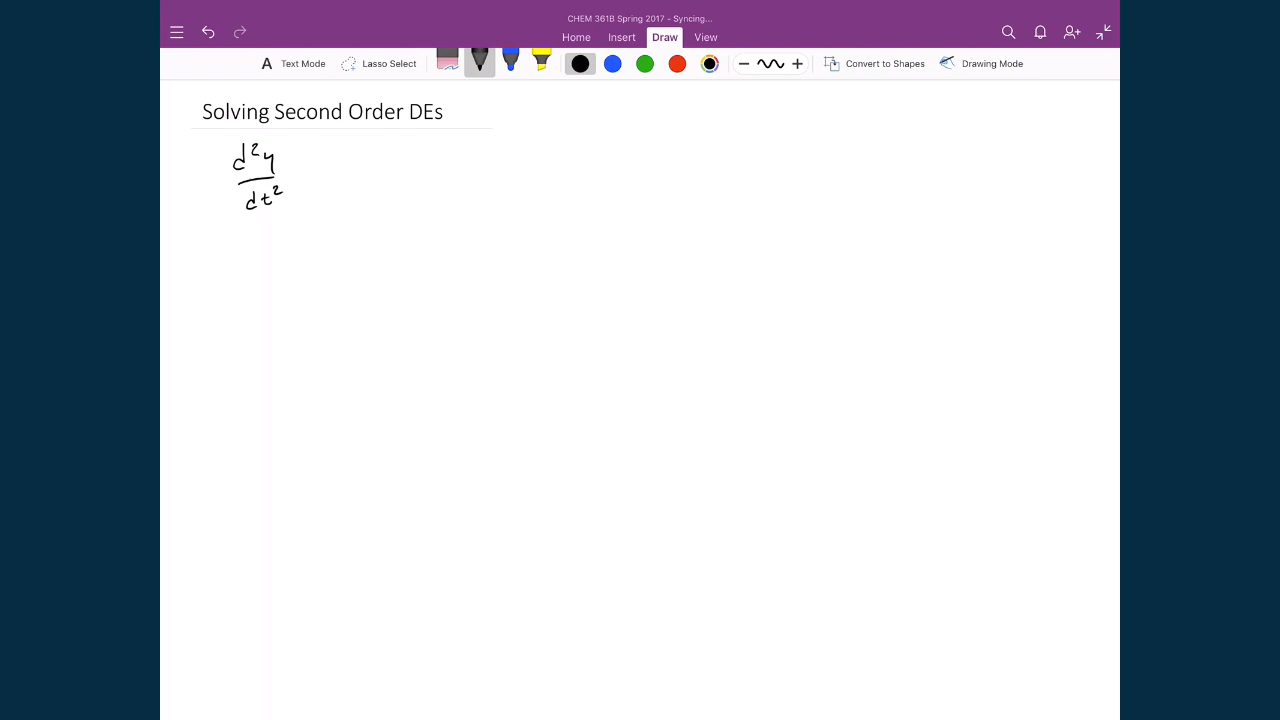 CHEM 361B Spring 2017 - Syncing...
Home Insert Draw View
A Text Mode Lasso Select Convert to Shapes Drawing Mode
Solving Second Order DEs
d²y
dt²